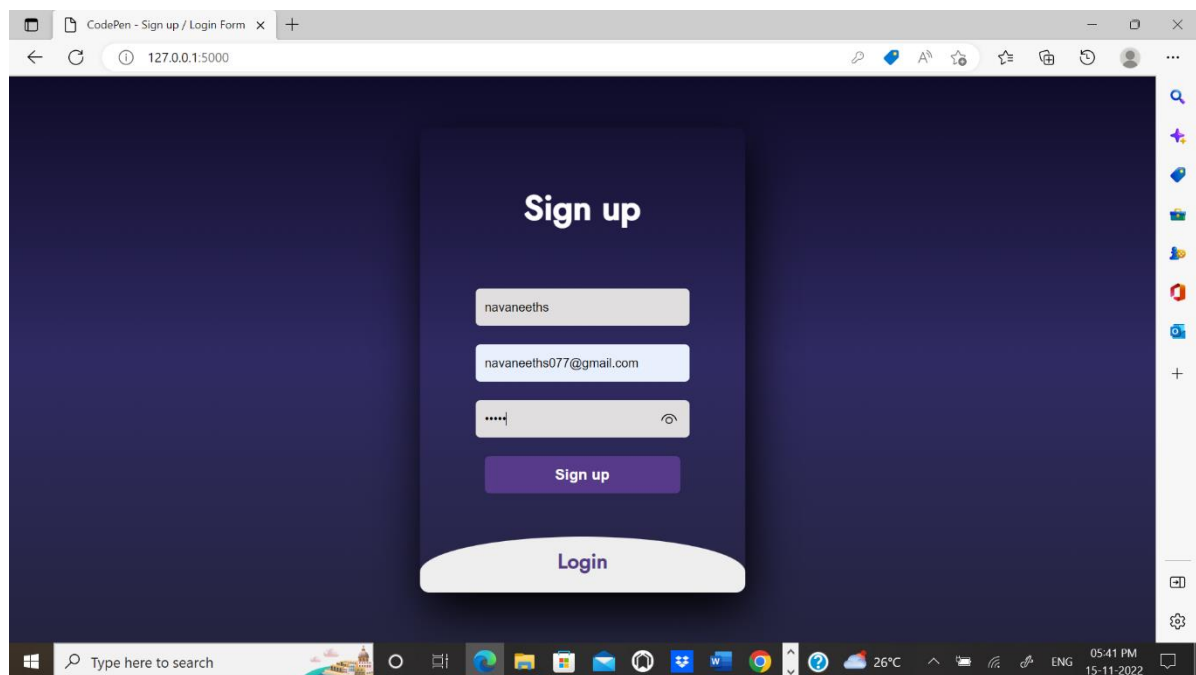 CodePen - Sign up / Login Form
127.0.0.1:5000
Sign up
navaneeths
navaneeths077@gmail.com
•••••
Sign up
Login
Type here to search
26°C
ENG
05:41 PM
15-11-2022